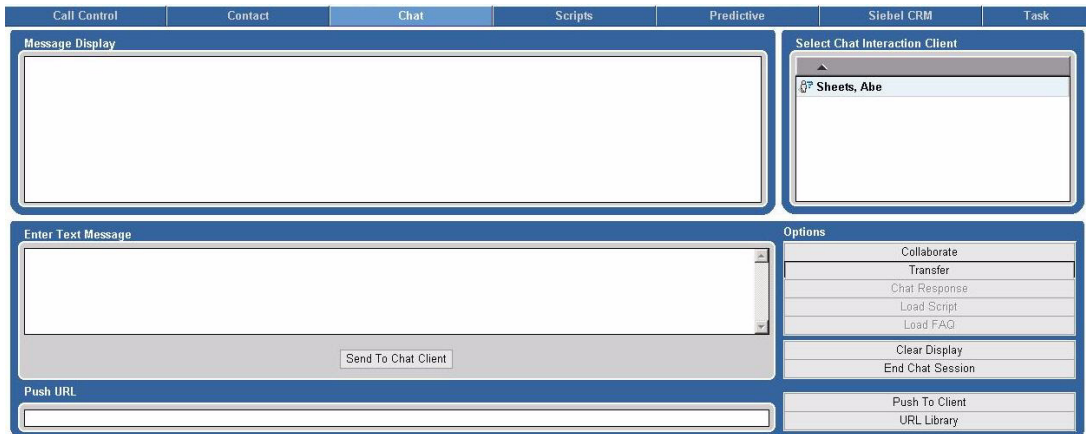 Call Control Contact Chat Scripts Predictive Siebel CRM Task
Message Display
Select Chat Interaction Client
Sheets, Abe
Enter Text Message
Send To Chat Client
Options
Collaborate
Transfer
Chat Response
Load Script
Load FAQ
Clear Display
End Chat Session
Push URL
Push To Client
URL Library